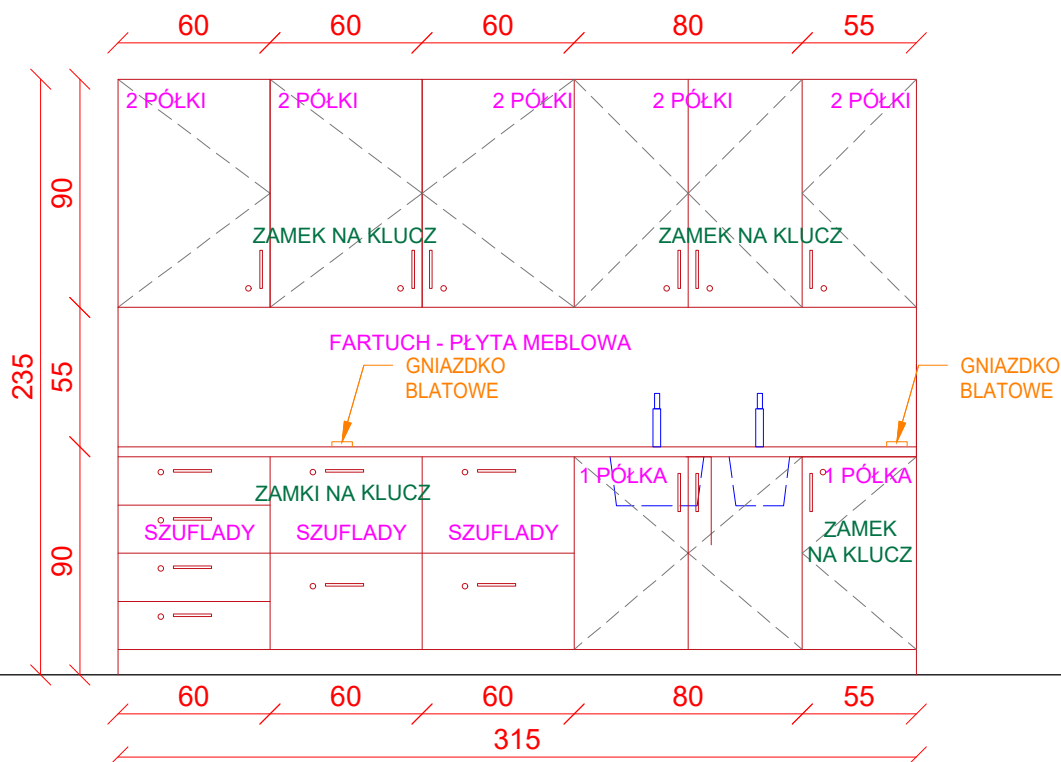 60 60 60 80 55
2 PÓŁKI 2 PÓŁKI 2 PÓŁKI 2 PÓŁKI 2 PÓŁKI
90
ZAMEK NA KLUCZ ZAMEK NA KLUCZ
235
55
FARTUCH - PŁYTA MEBLOWA
GNIAZDKO
BLATOWE
GNIAZDKO
BLATOWE
90
1 PÓŁKA 1 PÓŁKA
ZAMKI NA KLUCZ
SZUFLADY SZUFLADY SZUFLADY
ZAMEK
NA KLUCZ
60 60 60 80 55
315